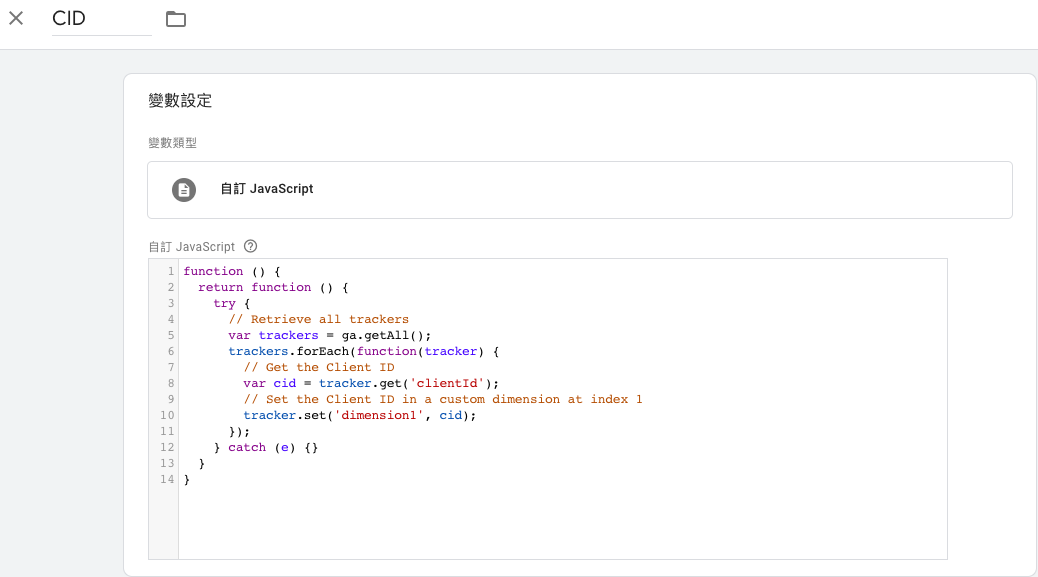 CID
變數設定
變數類型
自訂 JavaScript
自訂 JavaScript ?
1 function () {
2   return function () {
3     try {
4       // Retrieve all trackers
5       var trackers = ga.getAll();
6       trackers.forEach(function(tracker) {
7         // Get the Client ID
8         var cid = tracker.get('clientId');
9         // Set the Client ID in a custom dimension at index 1
10         tracker.set('dimension1', cid);
11       });
12     } catch (e) {}
13   }
14 }